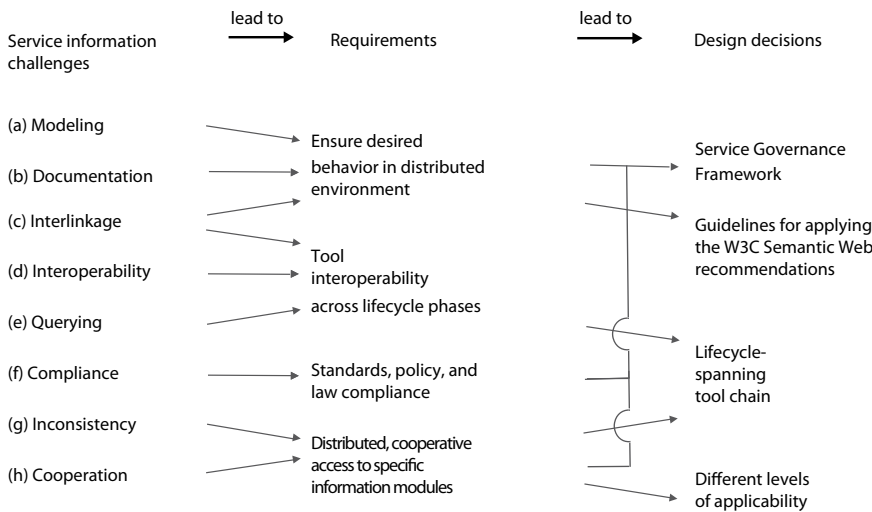 lead to
lead to
Service information
challenges
Requirements
Design decisions
(a) Modeling
(b) Documentation
(c) Interlinkage
(d) Interoperability
(e) Querying
(f) Compliance
(g) Inconsistency
(h) Cooperation
Ensure desired
behavior in distributed
environment
Tool
interoperability
across lifecycle phases
Standards, policy, and
law compliance
Distributed, cooperative
access to specific
information modules
Service Governance
Framework
Guidelines for applying
the W3C Semantic Web
recommendations
Lifecycle-
spanning
tool chain
Different levels
of applicability